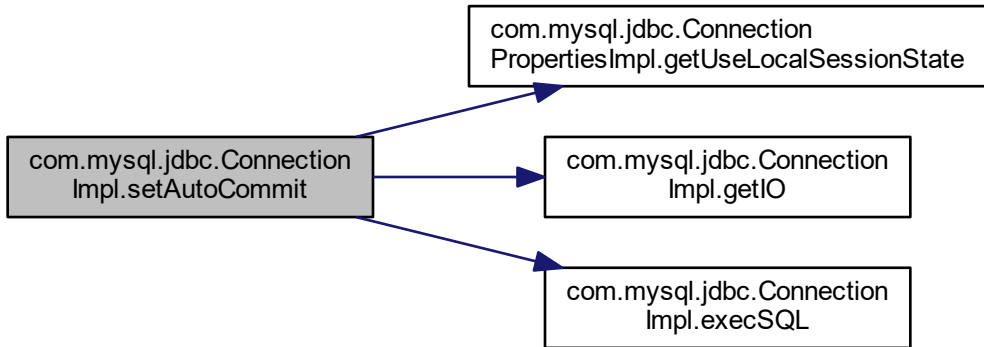 com.mysql.jdbc.Connection
PropertiesImpl.getUseLocalSessionState
com.mysql.jdbc.Connection
Impl.setAutoCommit
com.mysql.jdbc.Connection
Impl.getIO
com.mysql.jdbc.Connection
Impl.execSQL